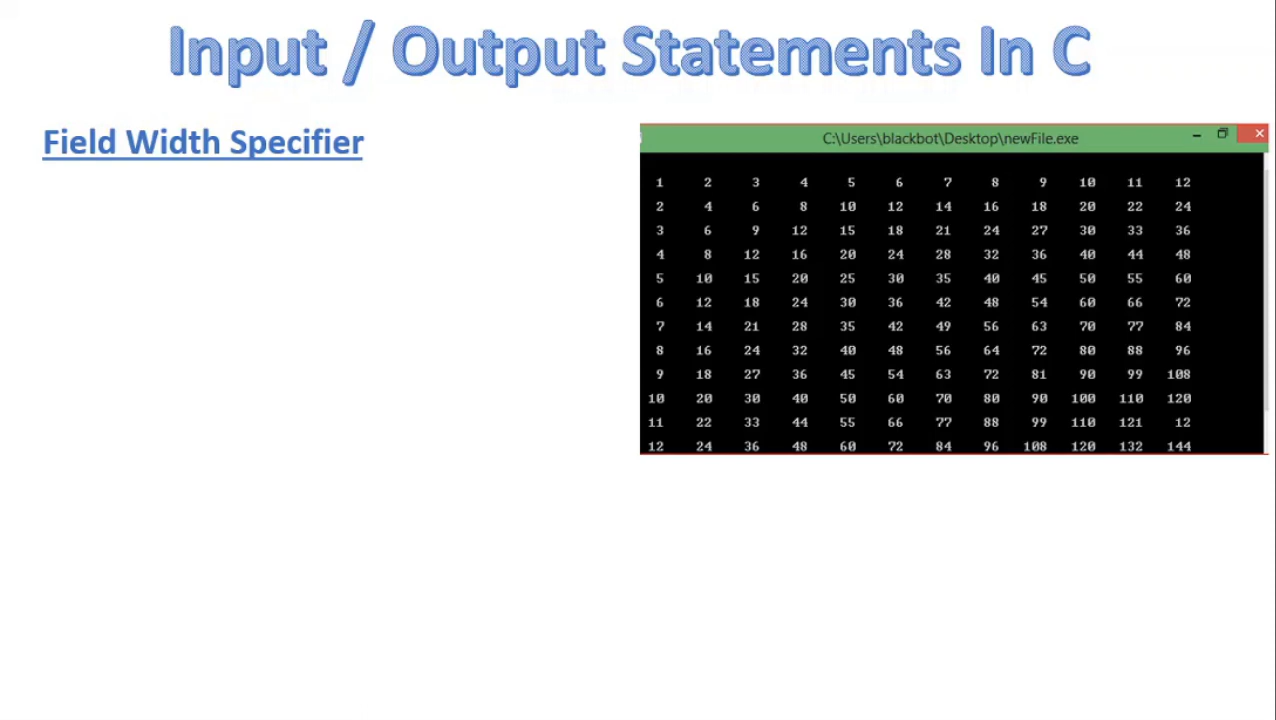 Input / Output Statements In C
Field Width Specifier
C:\Users\blackbot\Desktop\newFile.exe
1 2 3 4 5 6 7 8 9 10 11 12
2 4 6 8 10 12 14 16 18 20 22 24
3 6 9 12 15 18 21 24 27 30 33 36
4 8 12 16 20 24 28 32 36 40 44 48
5 10 15 20 25 30 35 40 45 50 55 60
6 12 18 24 30 36 42 48 54 60 66 72
7 14 21 28 35 42 49 56 63 70 77 84
8 16 24 32 40 48 56 64 72 80 88 96
9 18 27 36 45 54 63 72 81 90 99 108
10 20 30 40 50 60 70 80 90 100 110 120
11 22 33 44 55 66 77 88 99 110 121 12
12 24 36 48 60 72 84 96 108 120 132 144